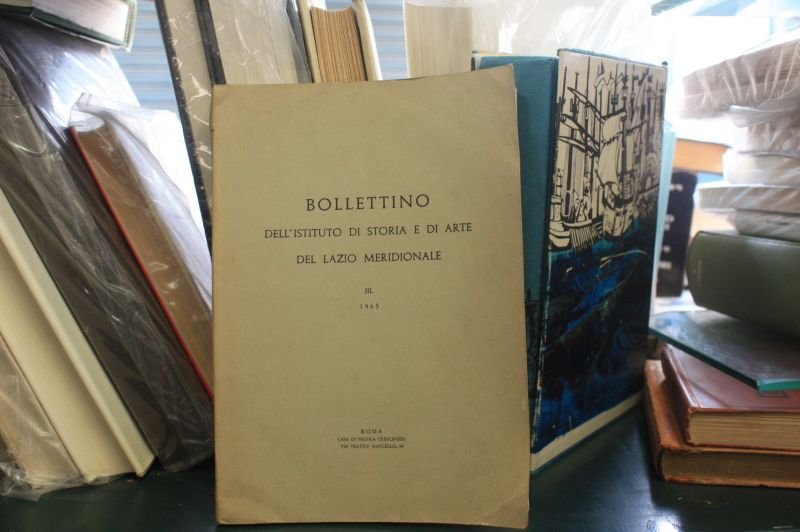 BOLLETTINO
DELL'ISTITUTO DI STORIA E DI ARTE
DEL LAZIO MERIDIONALE
III.
1965
ROMA
CASA DI NICOLA CRESCENZIO
VIA TEATRO MARCELLO, 54